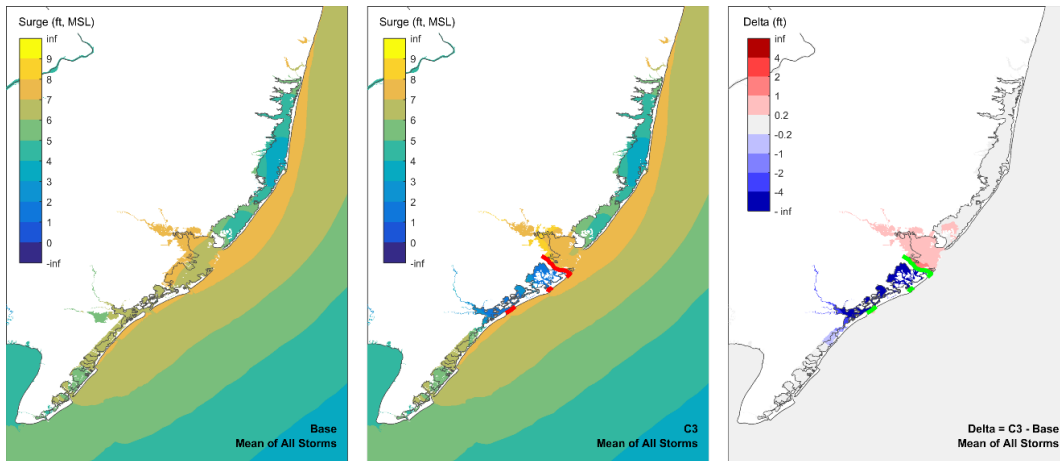 Surge (ft, MSL)
inf
9
8
7
6
5
4
3
2
1
0
-inf
Base
Mean of All Storms
Surge (ft, MSL)
inf
9
8
7
6
5
4
3
2
1
0
-inf
C3
Mean of All Storms
Delta (ft)
inf
4
2
1
0.2
-0.2
-1
-2
-4
- inf
Delta = C3 - Base
Mean of All Storms